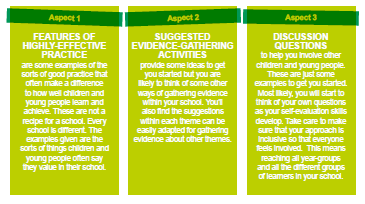 Aspect 1
FEATURES OF
HIGHLY-EFFECTIVE
PRACTICE
are some examples of the
sorts of good practice that
often make a difference
to how well children and
young people learn and
achieve. These are not a
recipe for a school. Every
school is different. The
examples given are the
sorts of things children and
young people often say
they value in their school.
Aspect 2
SUGGESTED
EVIDENCE-GATHERING
ACTIVITIES
provide some ideas to get
you started but you are
likely to think of some other
ways of gathering evidence
within your school. You'll
also find the suggestions
within each theme can be
easily adapted for gathering
evidence about other themes.
Aspect 3
DISCUSSION
QUESTIONS
to help you involve other
children and young people.
These are just some
examples to get you started.
Most likely, you will start to
think of your own questions
as your self-evaluation skills
develop. Take care to make
sure that your approach is
inclusive so that everyone
feels involved. This means
reaching all year-groups
and all the different groups
of learners in your school.